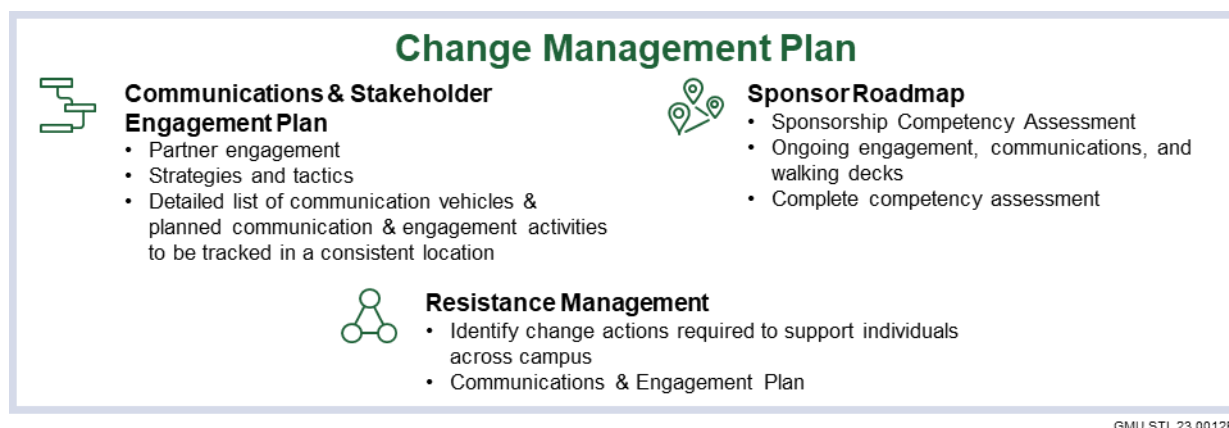 Change Management Plan
Communications & Stakeholder
Engagement Plan
• Partner engagement
• Strategies and tactics
• Detailed list of communication vehicles &
planned communication & engagement activities
to be tracked in a consistent location
Sponsor Roadmap
• Sponsorship Competency Assessment
• Ongoing engagement, communications, and
walking decks
• Complete competency assessment
Resistance Management
• Identify change actions required to support individuals
across campus
• Communications & Engagement Plan